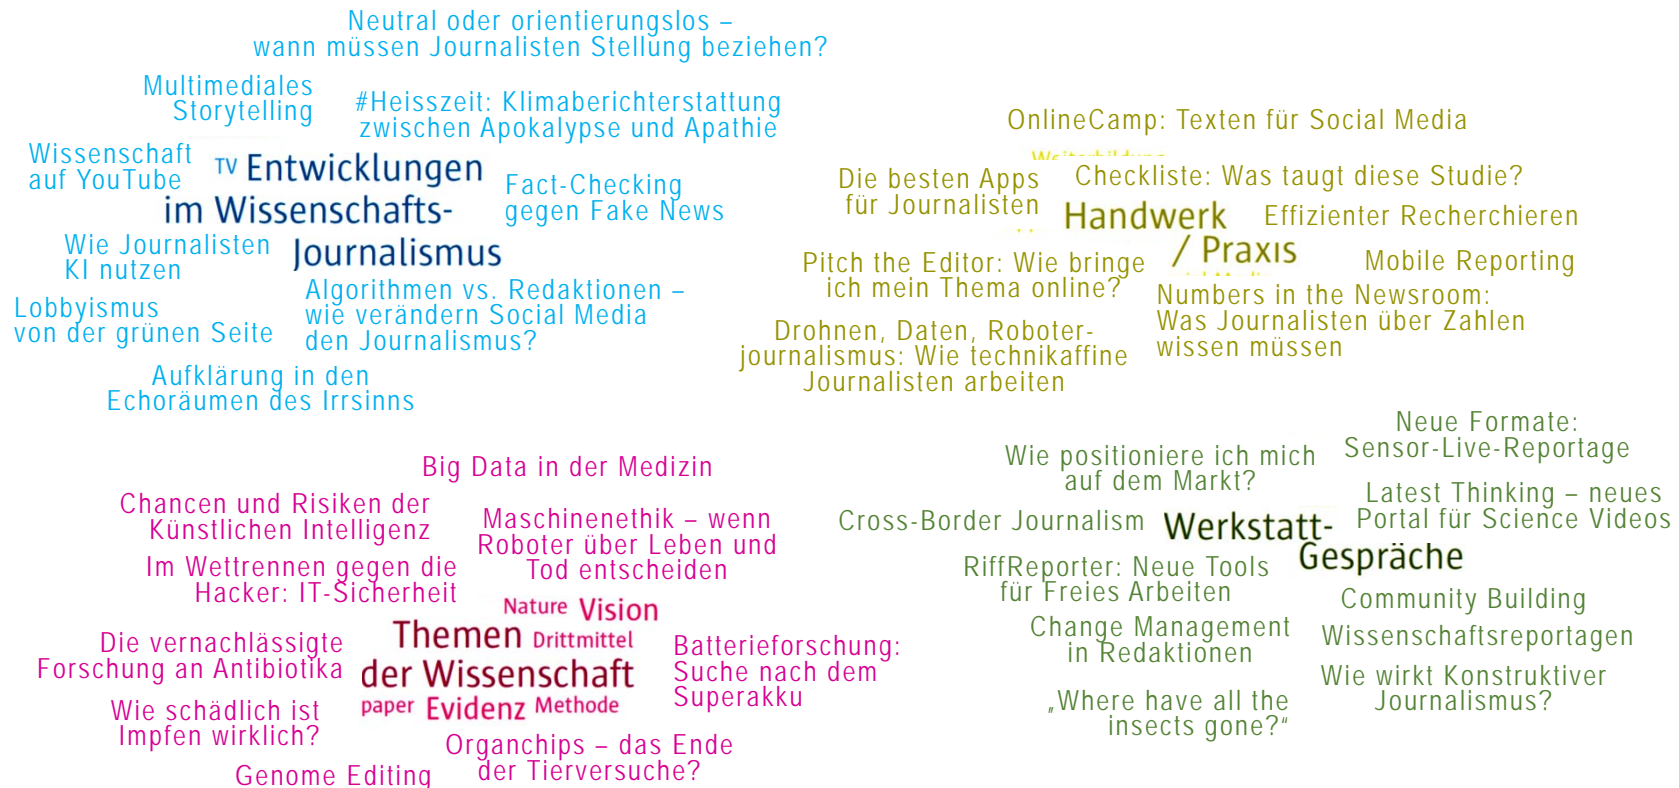 Neutral oder orientierungslos –
wann müssen Journalisten Stellung beziehen?
Multimediales
Storytelling
#Heisszeit: Klimaberichterstattung
zwischen Apokalypse und Apathie
Wissenschaft
auf YouTube
TV Entwicklungen
im Wissenschafts-
Journalismus
Fact-Checking
gegen Fake News
Wie Journalisten
KI nutzen
Lobbyismus
von der grünen Seite
Algorithmen vs. Redaktionen –
wie verändern Social Media
den Journalismus?
Aufklärung in den
Echoräumen des Irrsinns
OnlineCamp: Texten für Social Media
Die besten Apps
für Journalisten
Checkliste: Was taugt diese Studie?
Handwerk
/ Praxis
Effizienter Recherchieren
Pitch the Editor: Wie bringe
ich mein Thema online?
Mobile Reporting
Numbers in the Newsroom:
Was Journalisten über Zahlen
wissen müssen
Drohnen, Daten, Roboter-
journalismus: Wie technikaffine
Journalisten arbeiten
Big Data in der Medizin
Chancen und Risiken der
Künstlichen Intelligenz
Maschinenethik – wenn
Roboter über Leben und
Tod entscheiden
Im Wettrennen gegen die
Hacker: IT-Sicherheit
Nature Vision
Themen Drittmittel
der Wissenschaft
paper Evidenz Methode
Die vernachlässigte
Forschung an Antibiotika
Batterieforschung:
Suche nach dem
Superakku
Wie schädlich ist
Impfen wirklich?
Organchips – das Ende
der Tierversuche?
Genome Editing
Neue Formate:
Sensor-Live-Reportage
Wie positioniere ich mich
auf dem Markt?
Latest Thinking – neues
Portal für Science Videos
Cross-Border Journalism
Werkstatt-
Gespräche
RiffReporter: Neue Tools
für Freies Arbeiten
Community Building
Change Management
in Redaktionen
Wissenschaftsreportagen
Wie wirkt Konstruktiver
Journalismus?
„Where have all the
insects gone?“